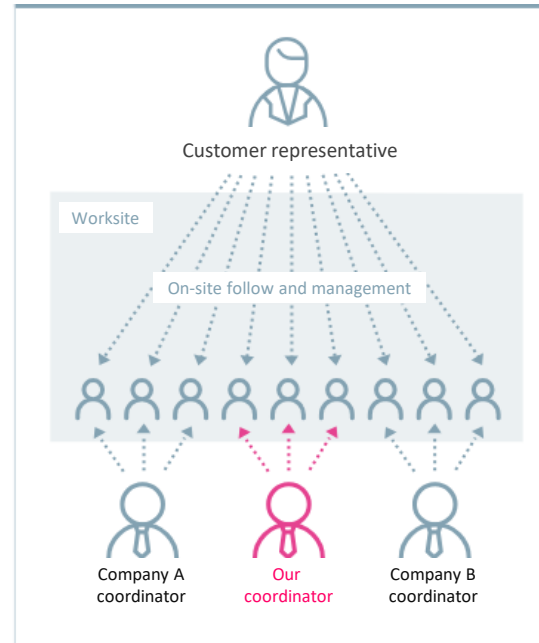 Customer representative
Worksite
On-site follow and management
Company A
coordinator
Our
coordinator
Company B
coordinator